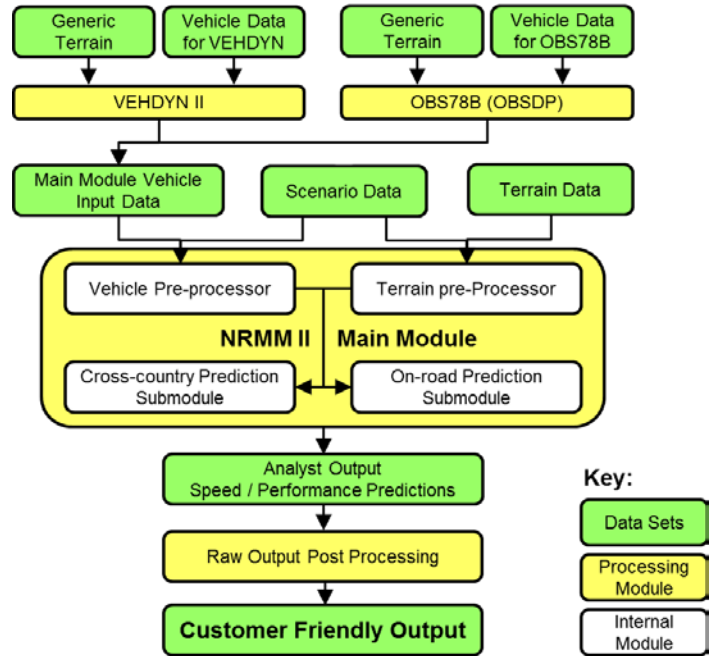 Generic
Terrain
Vehicle Data
for VEHDYN
Generic
Terrain
Vehicle Data
for OBS78B
VEHDYN II
OBS78B (OBSDP)
Main Module Vehicle
Input Data
Scenario Data
Terrain Data
Vehicle Pre-processor
Terrain pre-Processor
NRMM II Main Module
Cross-country Prediction
Submodule
On-road Prediction
Submodule
Analyst Output
Speed / Performance Predictions
Raw Output Post Processing
Customer Friendly Output
Key:
Data Sets
Processing
Module
Internal
Module